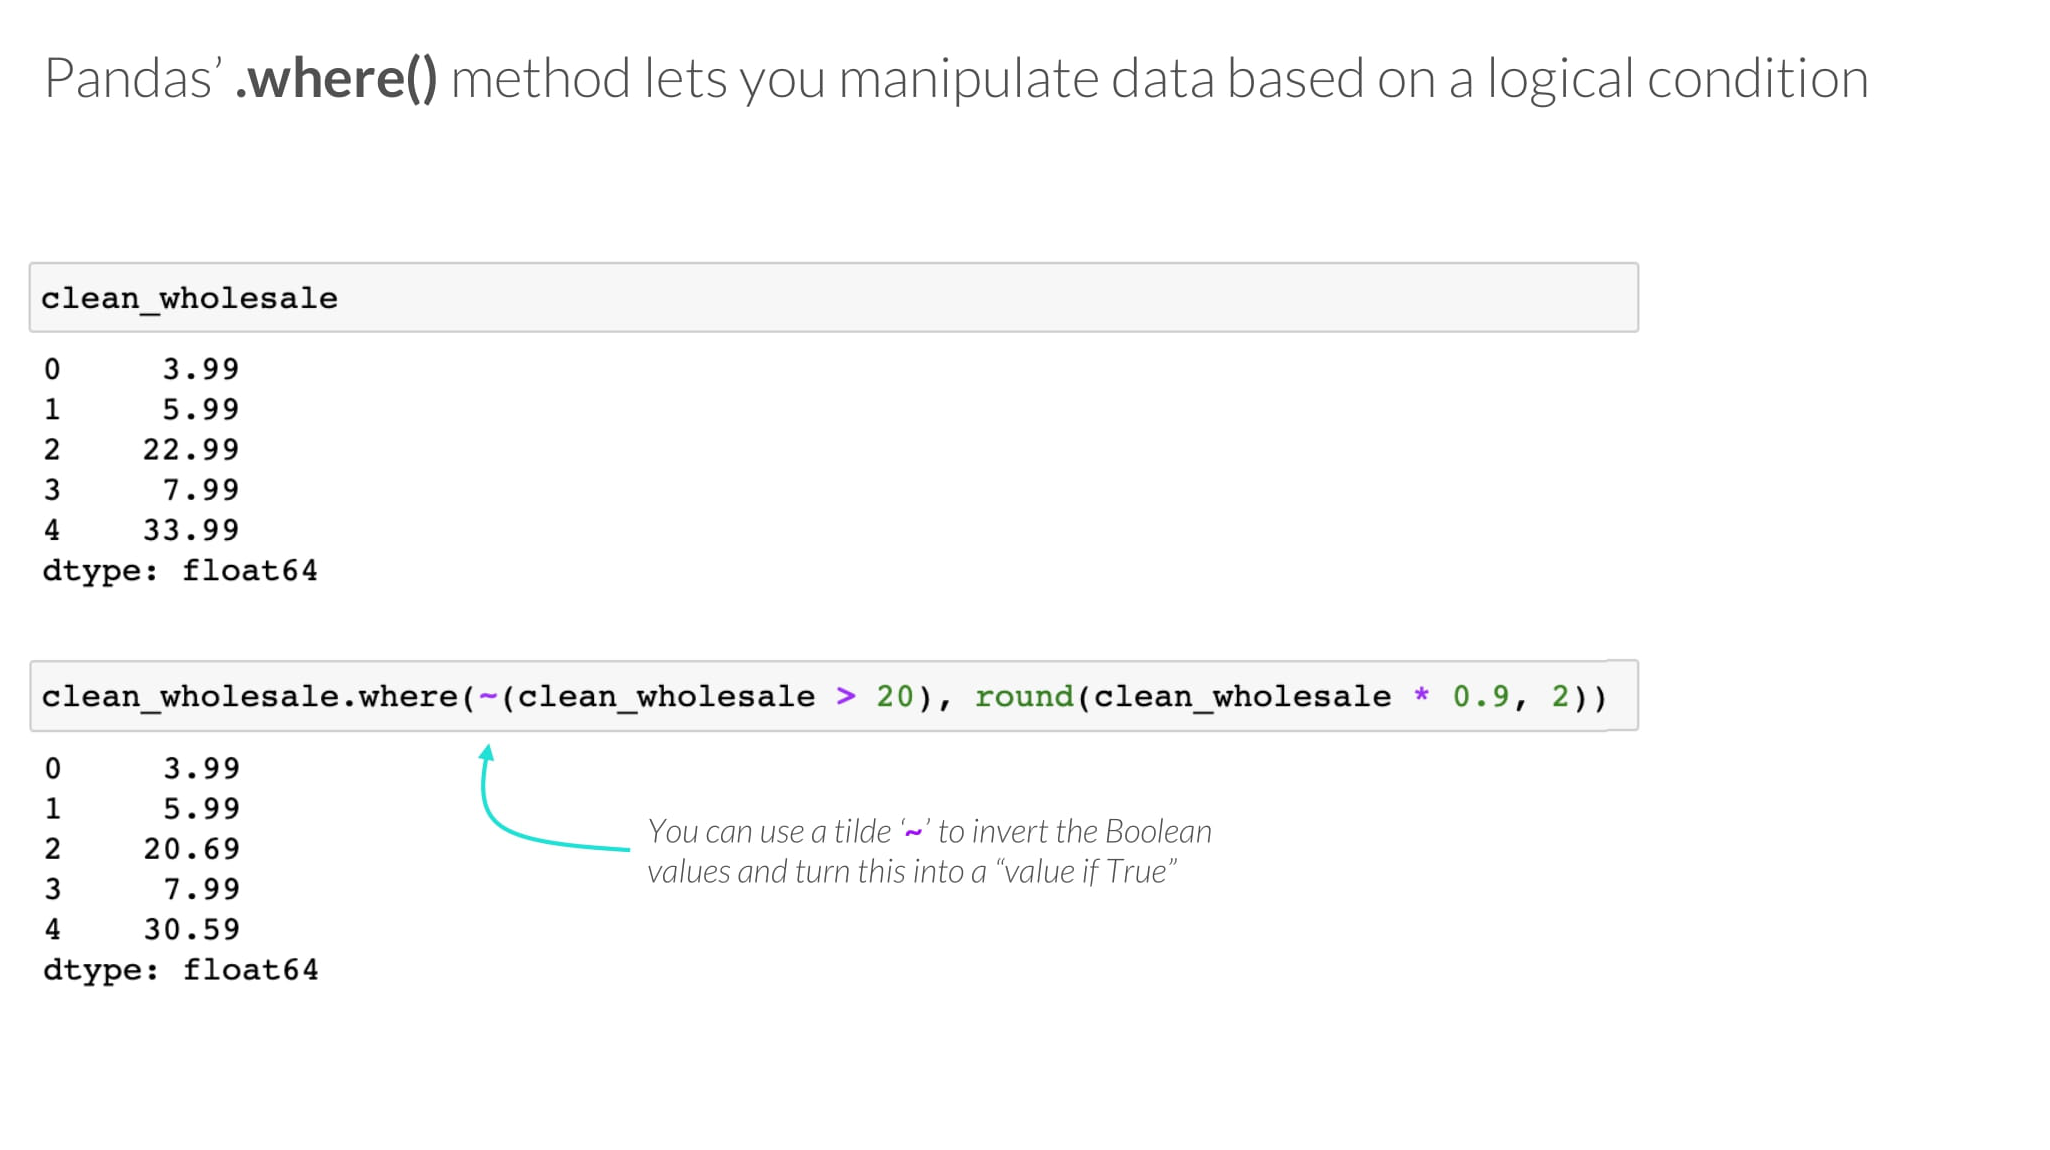 Pandas’ .where() method lets you manipulate data based on a logical condition
clean_wholesale
0 3.99
1 5.99
2 22.99
3 7.99
4 33.99
dtype: float64
clean_wholesale.where(~(clean_wholesale > 20), round(clean_wholesale * 0.9, 2))
0 3.99
1 5.99
2 20.69
3 7.99
4 30.59
dtype: float64
You can use a tilde ‘~’ to invert the Boolean
values and turn this into a “value if True”